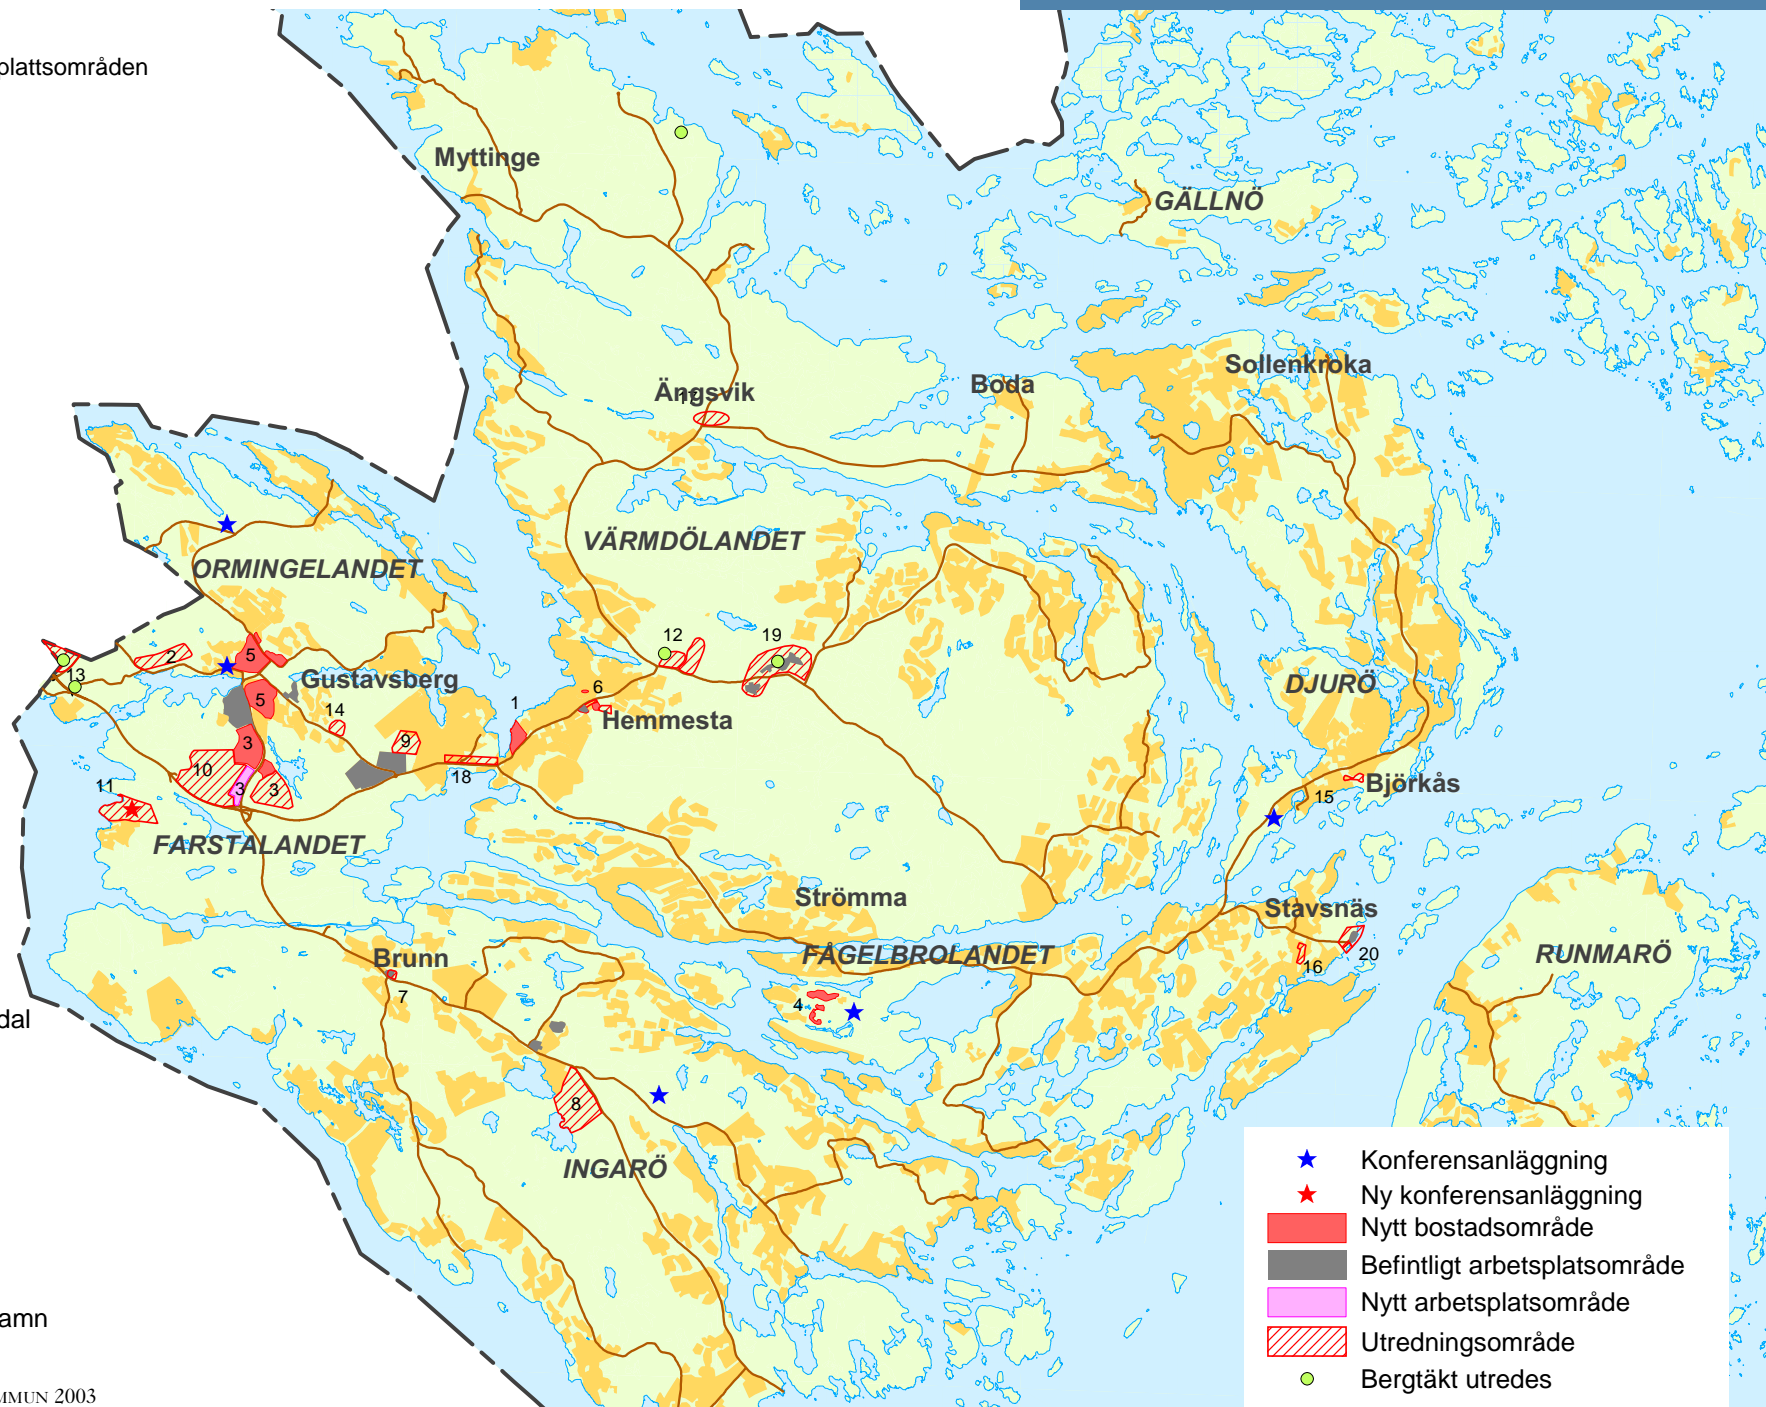 plattsområden
Myttinge
GÄLLNÖ
Sollenkroka
Boda
Ängsvik
17
VÄRMDÖLANDET
ORMINGELANDET
12
19
2
5
13
Gustavsberg
DJURÖ
6
5
1
14
Hemmesta
9
3
10
18
Björkås
11
3
3
15
FARSTALANDET
Strömma
Stavsnäs
FÅGELBROLANDET
RUNMARÖ
20
Brunn
16
7
4
dal
8
INGARÖ
Konferensanläggning
Ny konferensanläggning
Nytt bostadsområde
Befintligt arbetsplatsområde
Nytt arbetsplatsområde
amn
Utredningsområde
Bergtäkt utredes
MMUN 2003